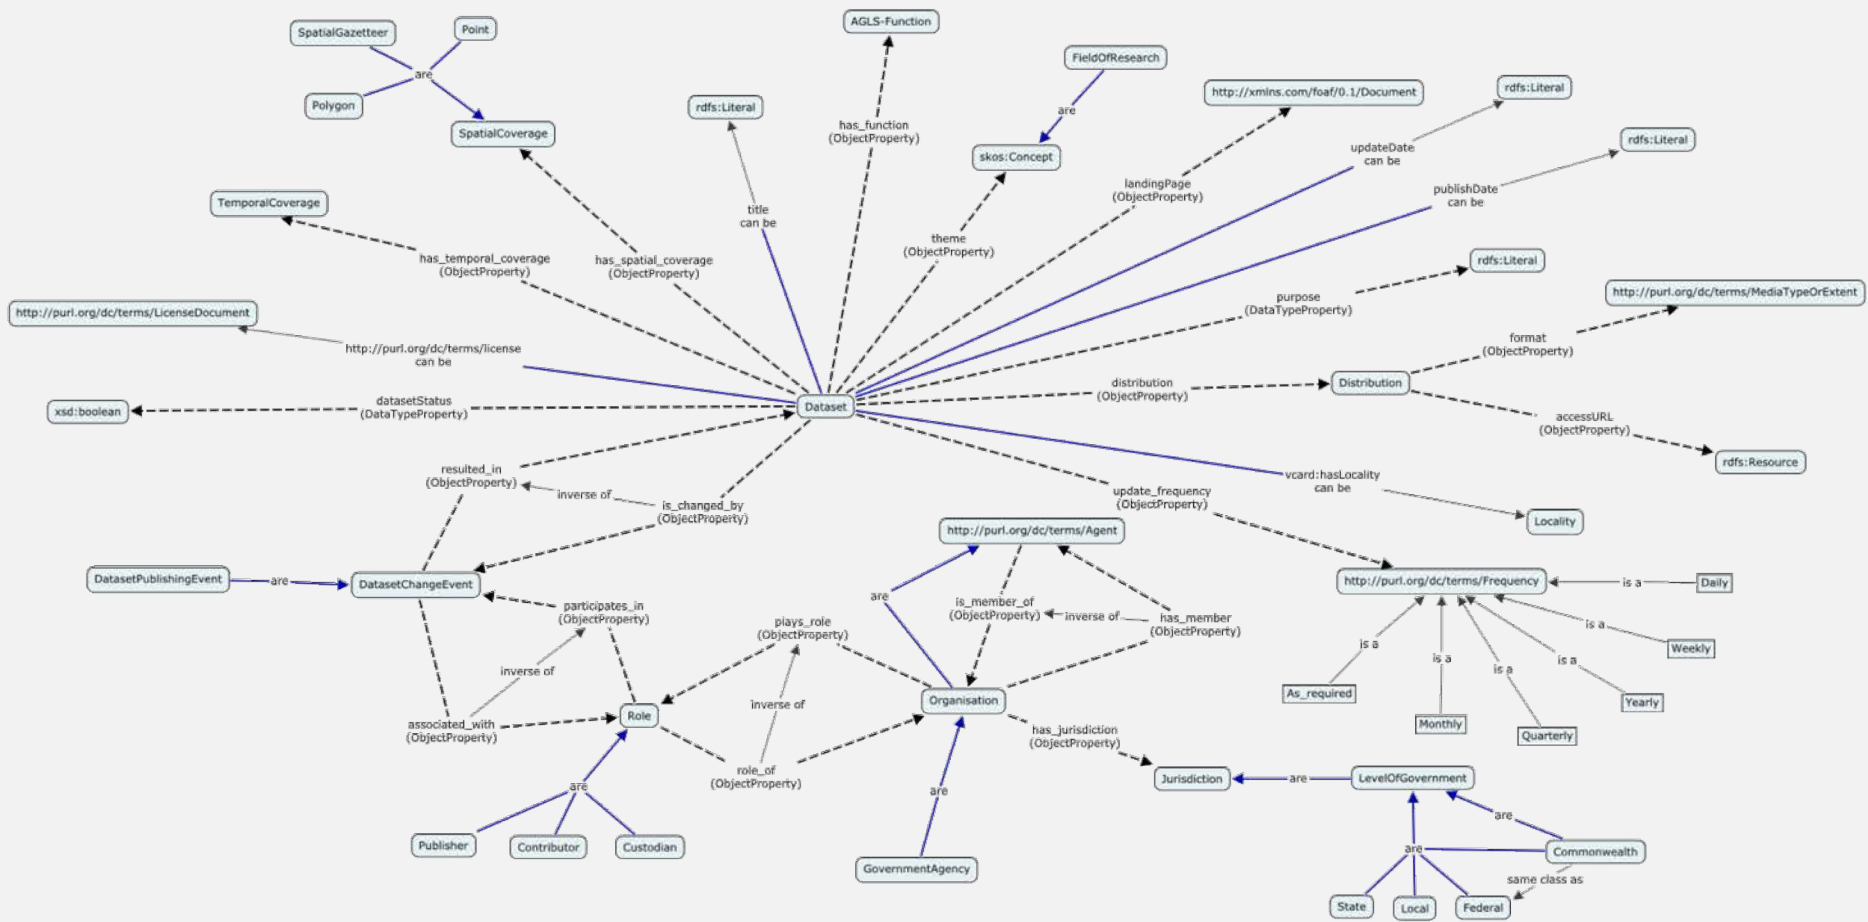 AGLS-Function
SpatialGazetteer
Point
FieldOfResearch
are
http://xmlns.com/foaf/0.1/Document
rdfs:Literal
Polygon
rdfs:Literal
are
SpatialCoverage
has_function
(ObjectProperty)
rdfs:Literal
skos:Concept
updateDate
can be
landingPage
(ObjectProperty)
publishDate
can be
TemporalCoverage
title
can be
theme
(ObjectProperty)
has_temporal_coverage
(ObjectProperty)
has_spatial_coverage
(ObjectProperty)
rdfs:Literal
http://purl.org/dc/terms/MediaTypeOrExtent
purpose
(DataTypeProperty)
http://purl.org/dc/terms/LicenseDocument
format
(ObjectProperty)
http://purl.org/dc/terms/license
can be
distribution
(ObjectProperty)
Distribution
xsd:boolean
datasetStatus
(DataTypeProperty)
Dataset
accessURL
(ObjectProperty)
rdfs:Resource
resulted_in
(ObjectProperty)
inverse of
is_changed_by
(ObjectProperty)
update_frequency
(ObjectProperty)
vcard:hasLocality
can be
Locality
http://purl.org/dc/terms/Agent
DatasetPublishingEvent
are
DatasetChangeEvent
http://purl.org/dc/terms/Frequency
is a
Daily
participates_in
(ObjectProperty)
are
is_member_of
(ObjectProperty)
inverse of
has_member
(ObjectProperty)
plays_role
(ObjectProperty)
is a
Weekly
is a
is a
is a
is a
inverse of
As_required
Monthly
Quarterly
Yearly
inverse of
Organisation
associated_with
(ObjectProperty)
Role
has_jurisdiction
(ObjectProperty)
role_of
(ObjectProperty)
Jurisdiction
are
LevelOfGovernment
are
are
are
Publisher
Contributor
Custodian
GovernmentAgency
are
Commonwealth
same class as
State
Local
Federal